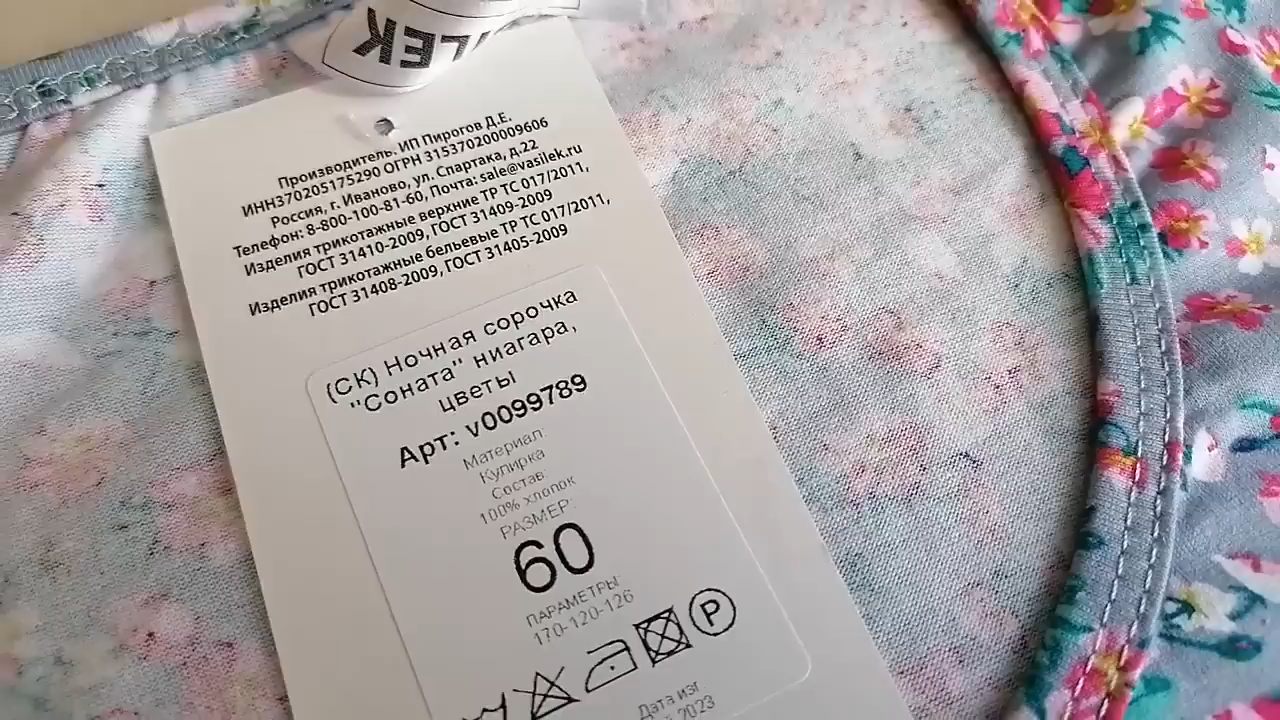 SILEK
Производитель: ИП Пирогов Д.Е.
ИНН370205175290 ОГРН 315370200009606
Россия, г. Иваново, ул. Спартака, д.22
Телефон: 8-800-100-81-60, Почта: sale@vasilek.ru
Изделия трикотажные верхние ТР ТС 017/2011,
ГОСТ 31410-2009, ГОСТ 31409-2009
Изделия трикотажные бельевые ТР ТС 017/2011,
ГОСТ 31408-2009, ГОСТ 31405-2009
(СК) Ночная сорочка
"Соната" ниагара,
цветы
Арт: v0099789
Материал:
Кулирка
Состав:
100% хлопок
РАЗМЕР:
60
ПАРАМЕТРЫ:
170-120-126
P
Дата изг
2023